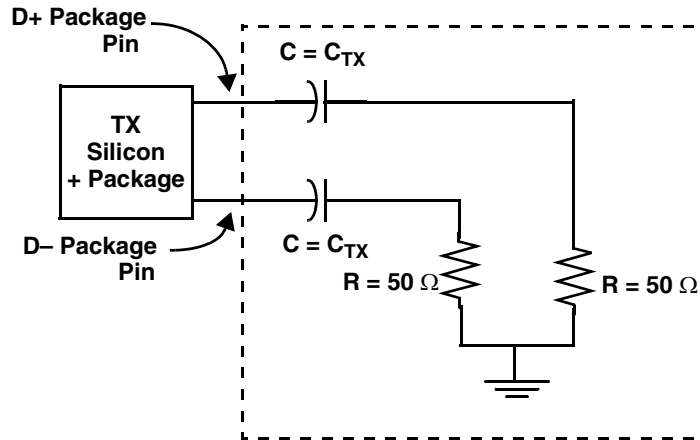 D+ Package
Pin
C = CTX
TX
Silicon
+ Package
D– Package
Pin
C = CTX
R = 50 Ω
R = 50 Ω